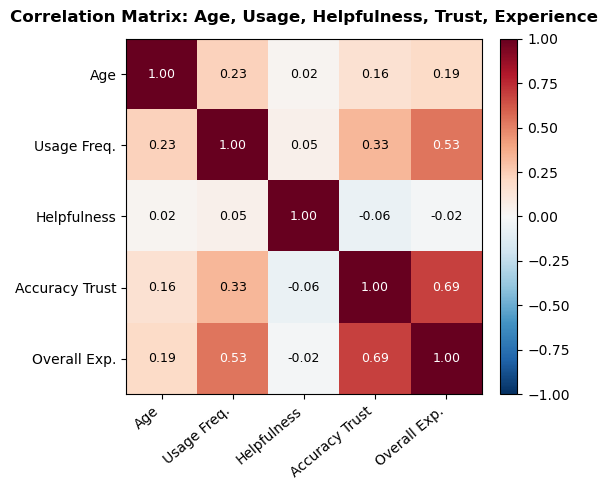 Correlation Matrix: Age, Usage, Helpfulness, Trust, Experience
Age 1.00 0.23 0.02 0.16 0.19
Usage Freq. 0.23 1.00 0.05 0.33 0.53
Helpfulness 0.02 0.05 1.00 -0.06 -0.02
Accuracy Trust 0.16 0.33 -0.06 1.00 0.69
Overall Exp. 0.19 0.53 -0.02 0.69 1.00
Age
Usage Freq.
Helpfulness
Accuracy Trust
Overall Exp.
1.00
0.75
0.50
0.25
0.00
−0.25
−0.50
−0.75
−1.00